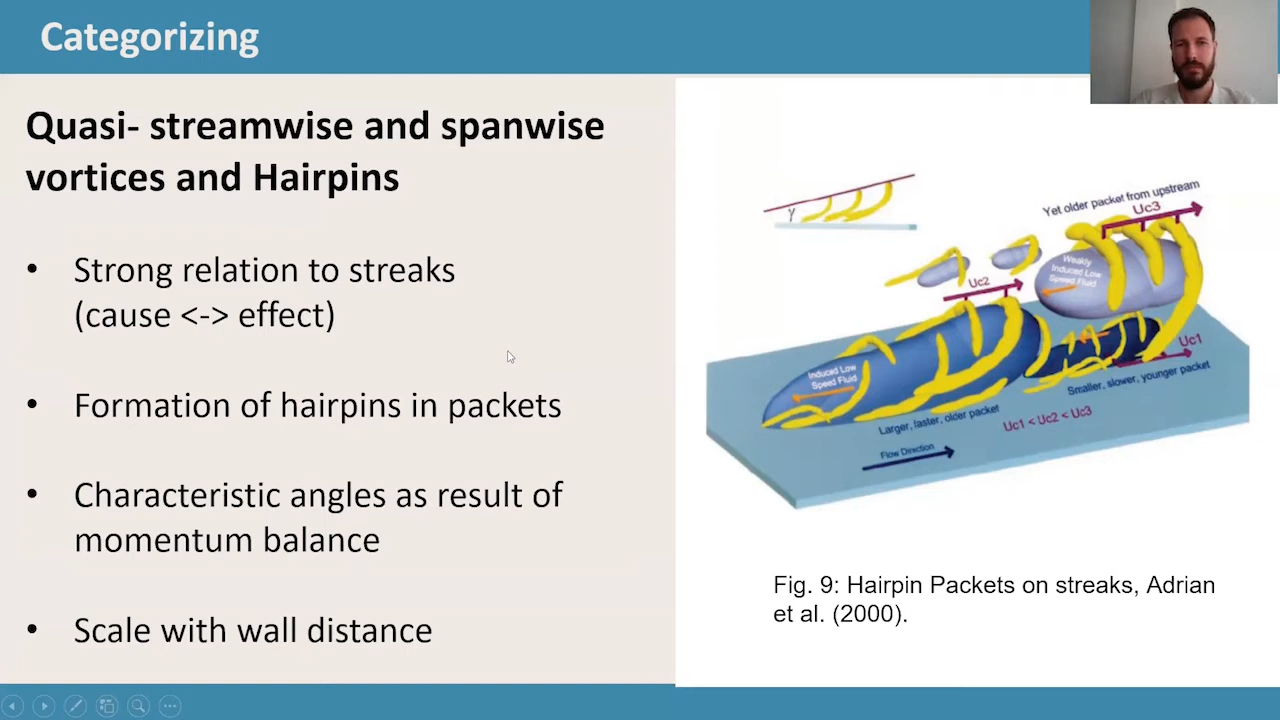 Categorizing
Quasi- streamwise and spanwise
vortices and Hairpins
• Strong relation to streaks
(cause <-> effect)
• Formation of hairpins in packets
• Characteristic angles as result of
momentum balance
• Scale with wall distance
γ
Yet older packet from upstream
Uc3
Weakly
Induced Low
Speed Fluid
Uc2
Uc1
Induced Low
Speed Fluid
Smaller, slower, younger packet
Larger, faster, older packet
Uc1 < Uc2 < Uc3
Flow Direction
Fig. 9: Hairpin Packets on streaks, Adrian
et al. (2000).